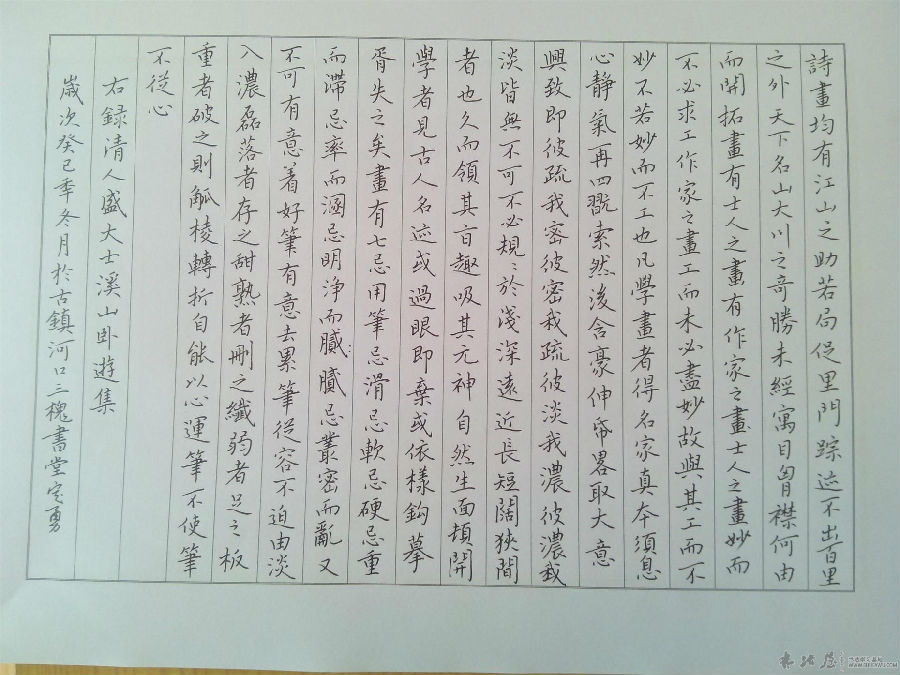 詩畫均有江山之助若局促里門踪迹不出百里
之外天下名山大川之奇勝未經寓目胷襟何由
而開拓畫有士人之畫有作家之畫士人之畫妙而
不必求工作家之畫工而未必盡妙故與其工而不
妙不若妙而不工也凡學畫者得名家真本須息
心静氣再四翫索然後含豪伸帋畧取大意
興致即彼疏我密彼密我疏彼淡我濃彼濃我
淡皆無不可不必規〻於淺深遠近長短闊狹間
者也久而領其旨趣吸其元神自然生面頓開
學者見古人名迹或過眼即棄或依樣鈎摹
胥失之矣畫有七忌用筆忌滑忌軟忌硬忌重
而滯忌率而溷忌明浄而膩膩忌叢密而亂又
不可有意着好筆有意去累筆從容不迫由淡
入濃磊落者存之甜熟者刪之纖弱者足之板
重者破之則觚棱轉折自能以心運筆不使筆
不從心
右録清人盛大士溪山卧遊集
嵗次癸巳季冬月於古鎮河口三槐書堂宝勇